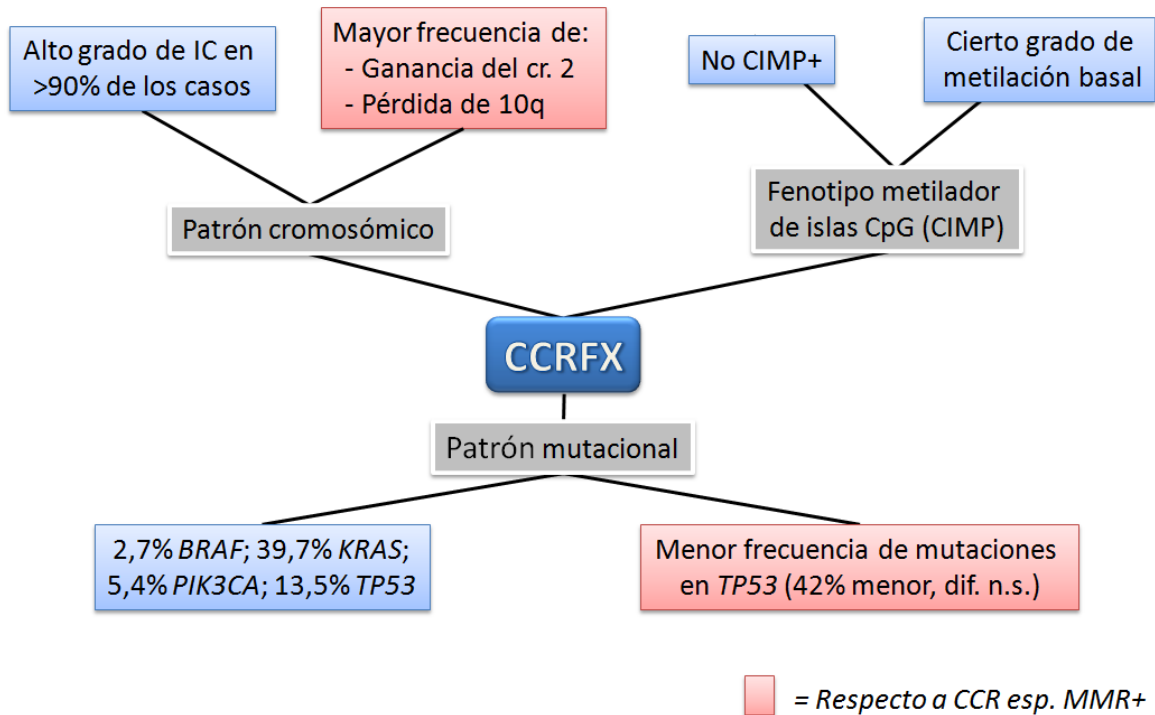 Alto grado de IC en
>90% de los casos
Mayor frecuencia de:
- Ganancia del cr. 2
- Pérdida de 10q
No CIMP+
Cierto grado de
metilación basal
Patrón cromosómico
Fenotipo metilador
de islas CpG (CIMP)
CCRFX
Patrón mutacional
2,7% BRAF; 39,7% KRAS;
5,4% PIK3CA; 13,5% TP53
Menor frecuencia de mutaciones
en TP53 (42% menor, dif. n.s.)
= Respecto a CCR esp. MMR+